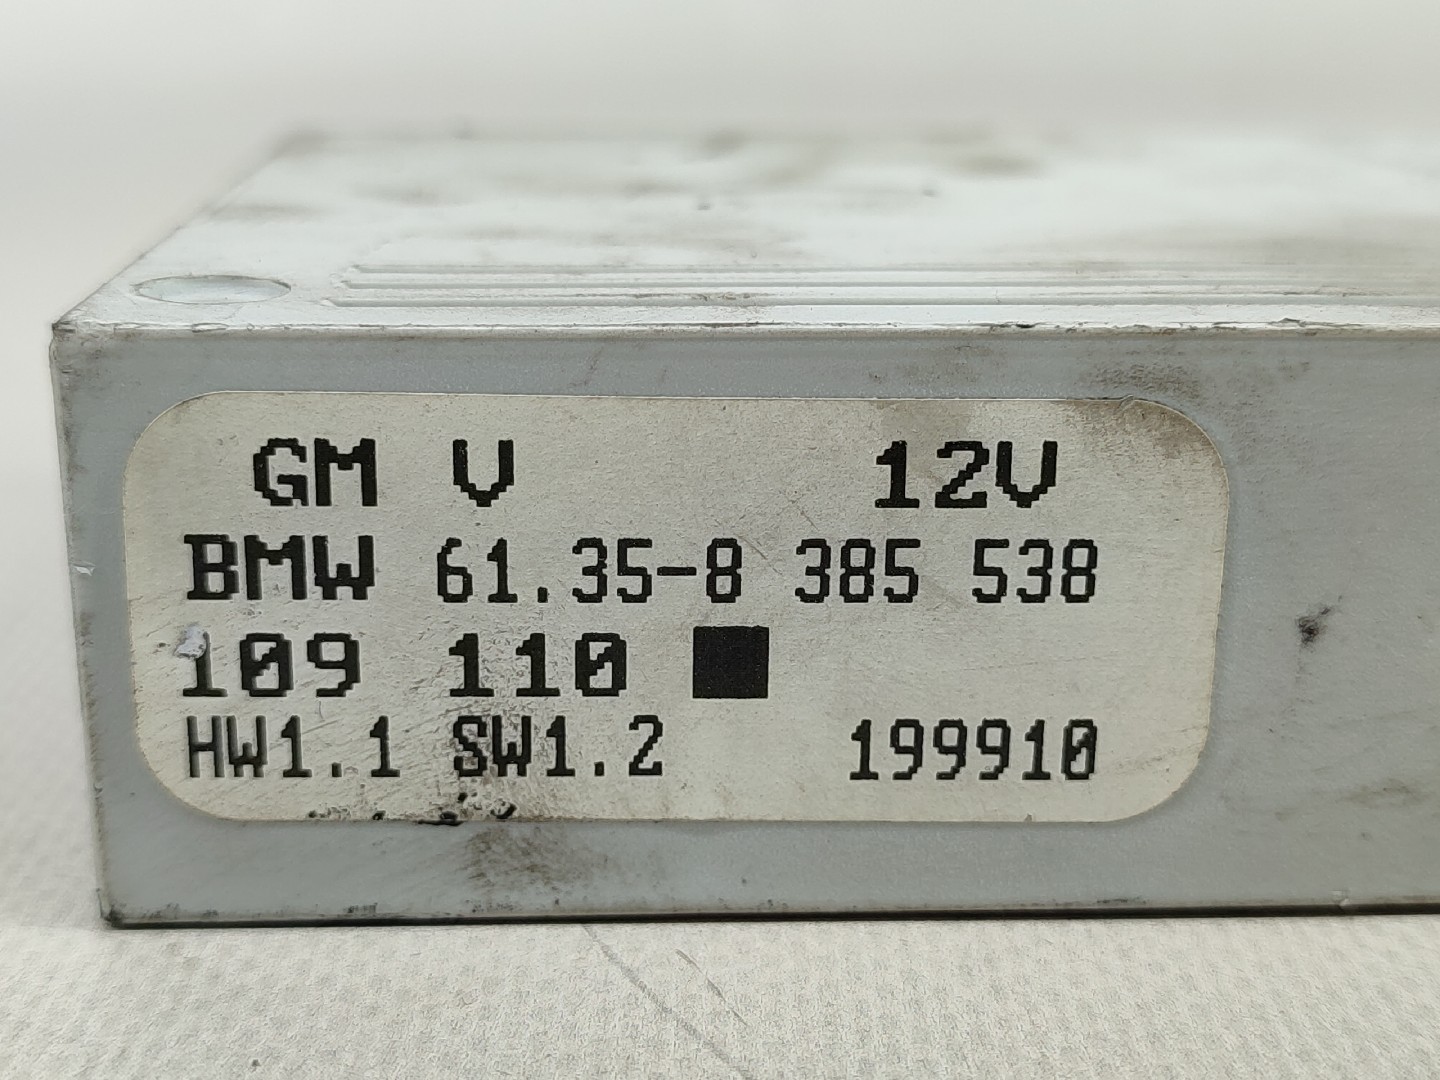 GM V 12V
BMW 61.35-8 385 538
109 110
HW1.1 SW1.2 199910